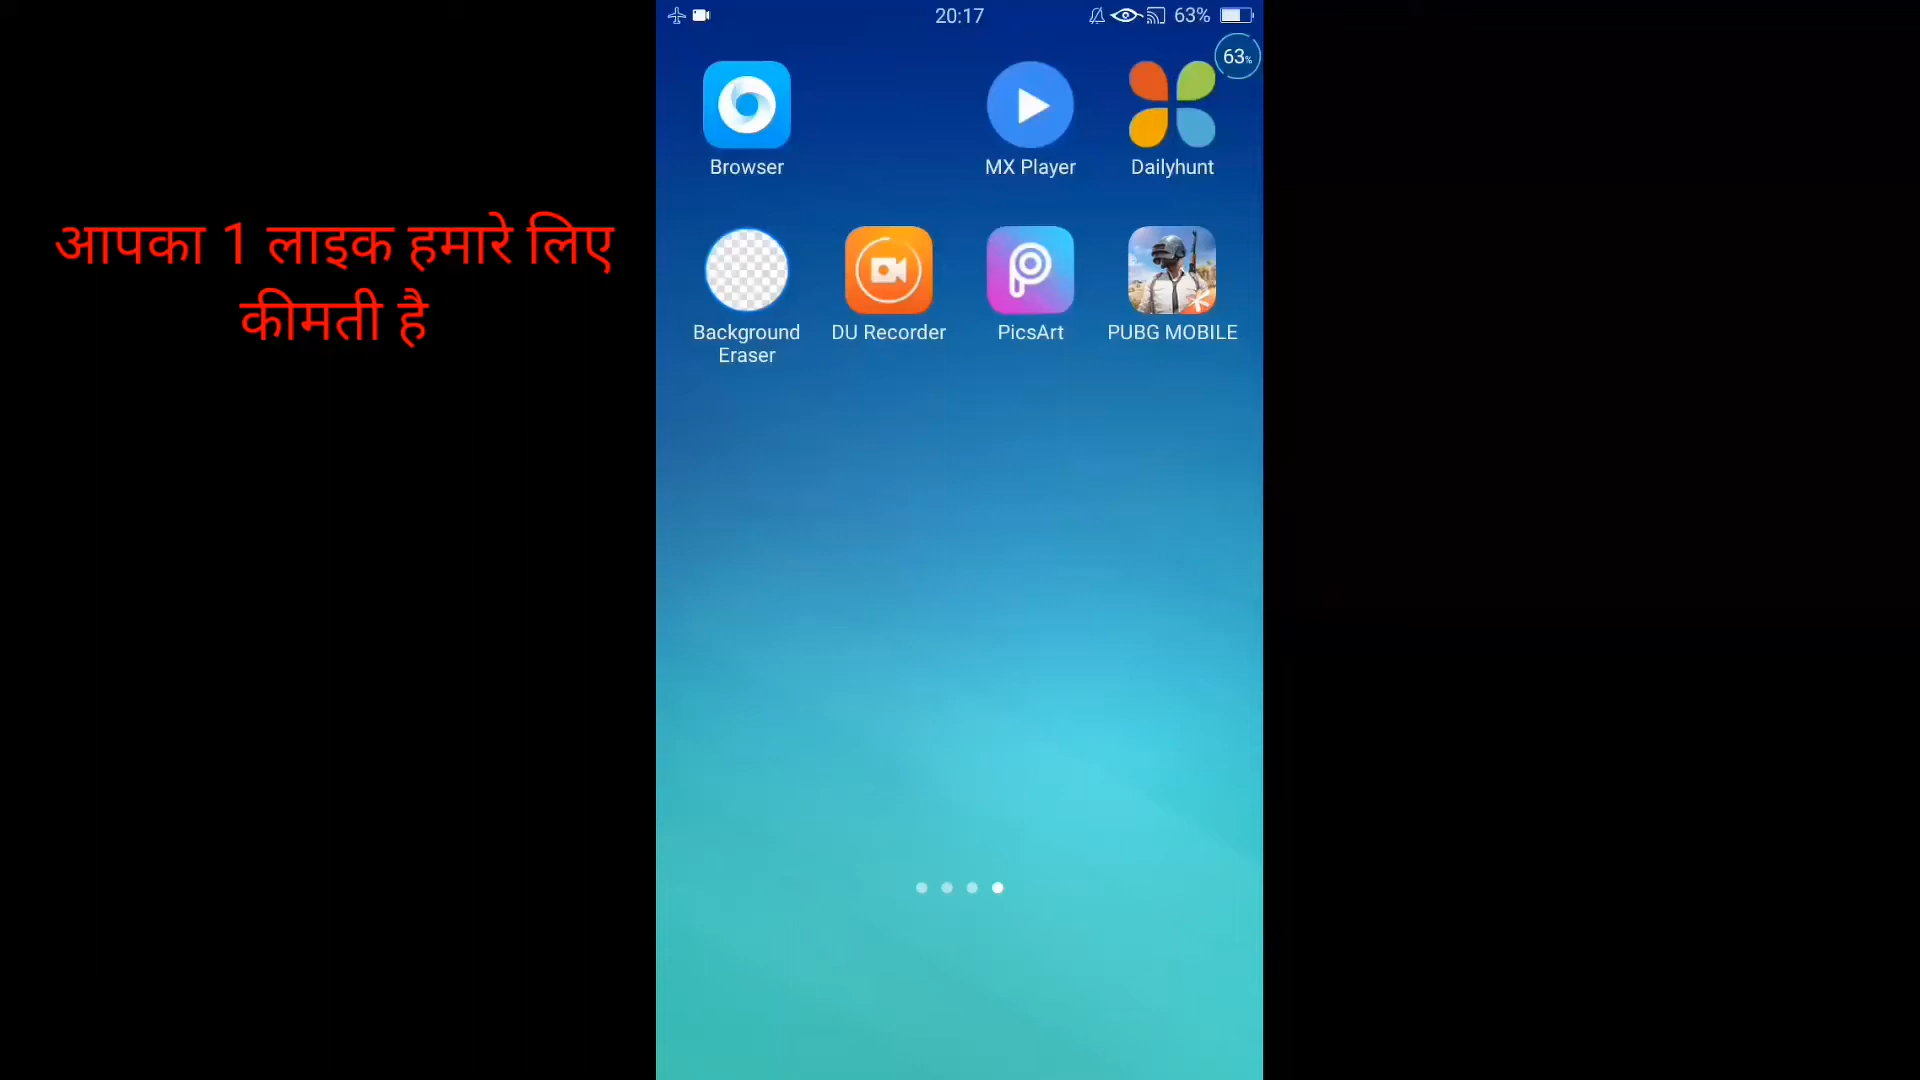 20:17
63%
63%
Browser
MX Player
Dailyhunt
आपका 1 लाइक हमारे लिए
कीमती है
Background
Eraser
DU Recorder
PicsArt
PUBG MOBILE